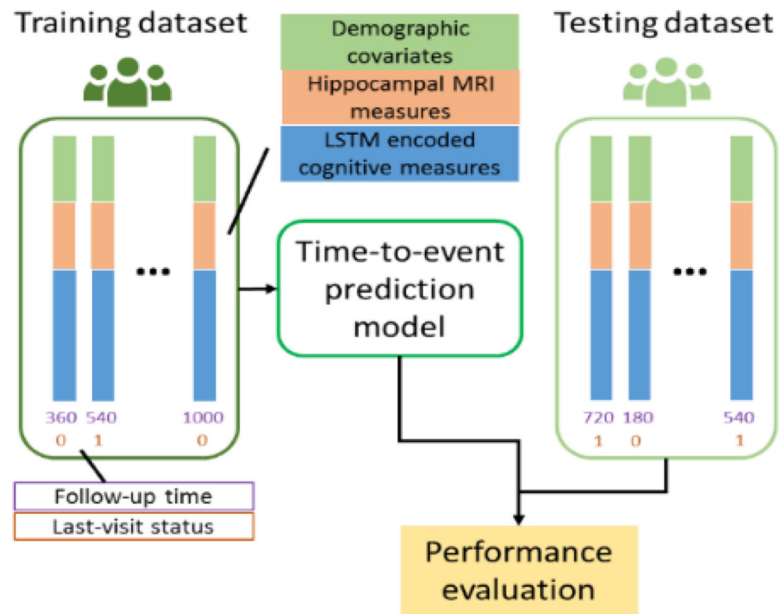 Training dataset
Demographic
covariates
Hippocampal MRI
measures
LSTM encoded
cognitive measures
Testing dataset
Time-to-event
prediction
model
360 540 ... 1000
0 1 0
720 180 ... 540
1 0 1
Follow-up time
Last-visit status
Performance
evaluation